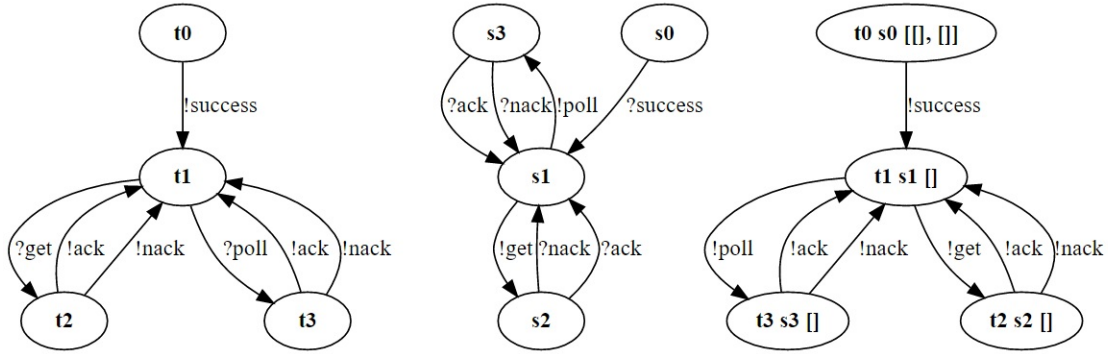 t0
!success
t1
?get
!ack
!nack
?poll
!ack
!nack
t2
t3
s3
s0
?ack
?nack
!poll
?success
s1
!get
?nack
?ack
s2
t0 s0 [[], []]
!success
t1 s1 []
!poll
!ack
!nack
!get
!ack
!nack
t3 s3 []
t2 s2 []